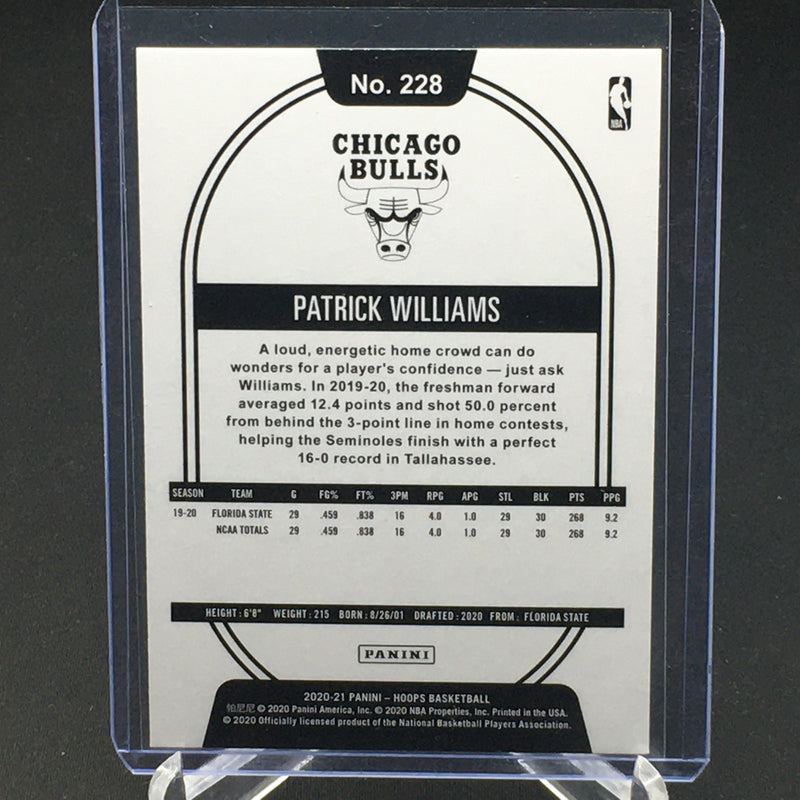 No. 228
NBA
CHICAGO
BULLS
PATRICK WILLIAMS
A loud, energetic home crowd can do
wonders for a player's confidence — just ask
Williams. In 2019-20, the freshman forward
averaged 12.4 points and shot 50.0 percent
from behind the 3-point line in home contests,
helping the Seminoles finish with a perfect
16-0 record in Tallahassee.
SEASON TEAM G FG% FT% 3PM RPG APG STL BLK PTS PPG
19-20 FLORIDA STATE 29 .459 .838 16 4.0 1.0 29 30 268 9.2
NCAA TOTALS 29 .459 .838 16 4.0 1.0 29 30 268 9.2
HEIGHT: 6'8" WEIGHT: 215 BORN: 8/26/01 DRAFTED: 2020 FROM: FLORIDA STATE
PANINI
2020-21 PANINI – HOOPS BASKETBALL
帕尼尼 © 2020 Panini America, Inc. © 2020 NBA Properties, Inc. Printed in the USA.
© 2020 Officially licensed product of the National Basketball Players Association.